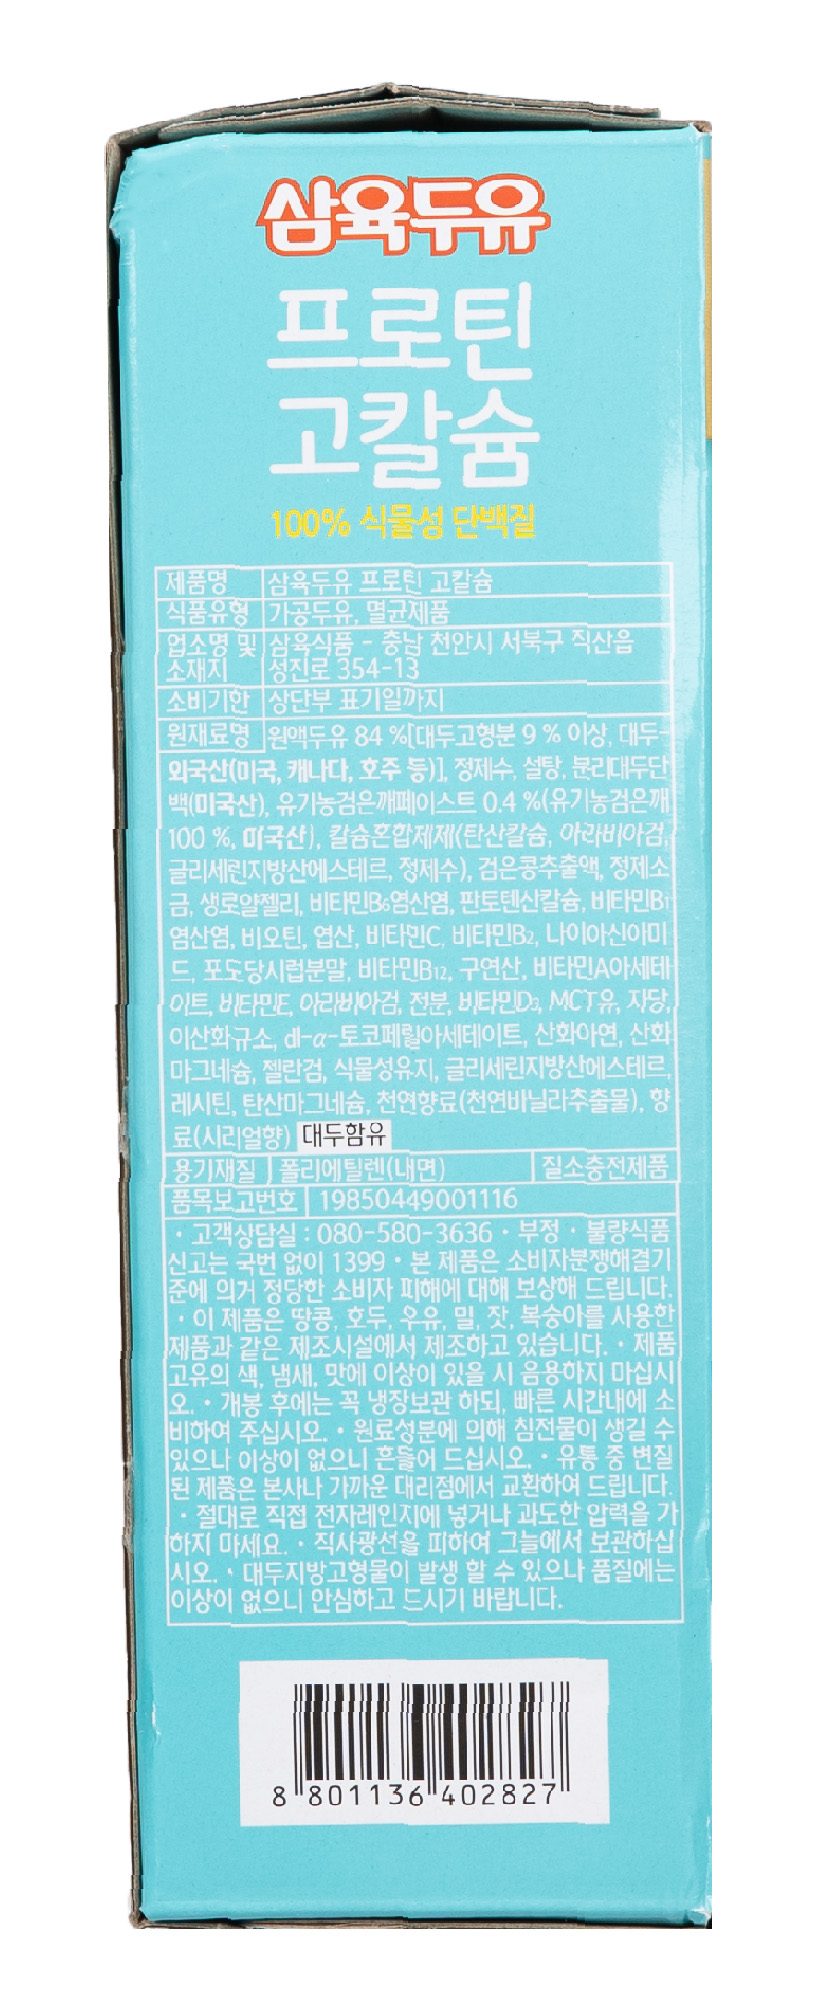 삼육두유
프로틴
고칼슘
100% 식물성 단백질
제품명 삼육두유 프로틴 고칼슘
식품유형 가공두유, 멸균제품
업소명 및 삼육식품 - 충남 천안시 서북구 직산읍
소재지 성진로 354-13
소비기한 상단부 표기일까지
원재료명 원액두유 84 %[대두고형분 9 % 이상, 대두-
외국산(미국, 캐나다, 호주 등)], 정제수, 설탕, 분리대두단
백(미국산), 유기농검은깨페이스트 0.4 %(유기농검은깨
100 %, 미국산), 칼슘혼합제제(탄산칼슘, 아라비아검,
글리세린지방산에스테르, 정제수), 검은콩추출액, 정제소
금, 생로얄젤리, 비타민B₆염산염, 판토텐산칼슘, 비타민B₁
염산염, 비오틴, 엽산, 비타민C, 비타민B₂, 나이아신아미
드, 포도당시럽분말, 비타민B₁₂, 구연산, 비타민A아세테
이트, 비타민E, 아라비아검, 전분, 비타민D₃, MCT유, 자당,
이산화규소, dl-α-토코페릴아세테이트, 산화아연, 산화
마그네슘, 젤란검, 식물성유지, 글리세린지방산에스테르,
레시틴, 탄산마그네슘, 천연향료(천연바닐라추출물), 향
료(시리얼향) 대두함유
용기재질 폴리에틸렌(내면) 질소충전제품
품목보고번호 19850449001116
· 고객상담실 : 080-580-3636 · 부정 · 불량식품
신고는 국번 없이 1399 · 본 제품은 소비자분쟁해결기
준에 의거 정당한 소비자 피해에 대해 보상해 드립니다.
· 이 제품은 땅콩, 호두, 우유, 밀, 잣, 복숭아를 사용한
제품과 같은 제조시설에서 제조하고 있습니다. · 제품
고유의 색, 냄새, 맛에 이상이 있을 시 음용하지 마십시
오. · 개봉 후에는 꼭 냉장보관 하되, 빠른 시간내에 소
비하여 주십시오. · 원료성분에 의해 침전물이 생길 수
있으나 이상이 없으니 흔들어 드십시오. · 유통 중 변질
된 제품은 본사나 가까운 대리점에서 교환하여 드립니다.
· 절대로 직접 전자레인지에 넣거나 과도한 압력을 가
하지 마세요. · 직사광선을 피하여 그늘에서 보관하십
시오. · 대두지방고형물이 발생 할 수 있으나 품질에는
이상이 없으니 안심하고 드시기 바랍니다.
8 801136 402827